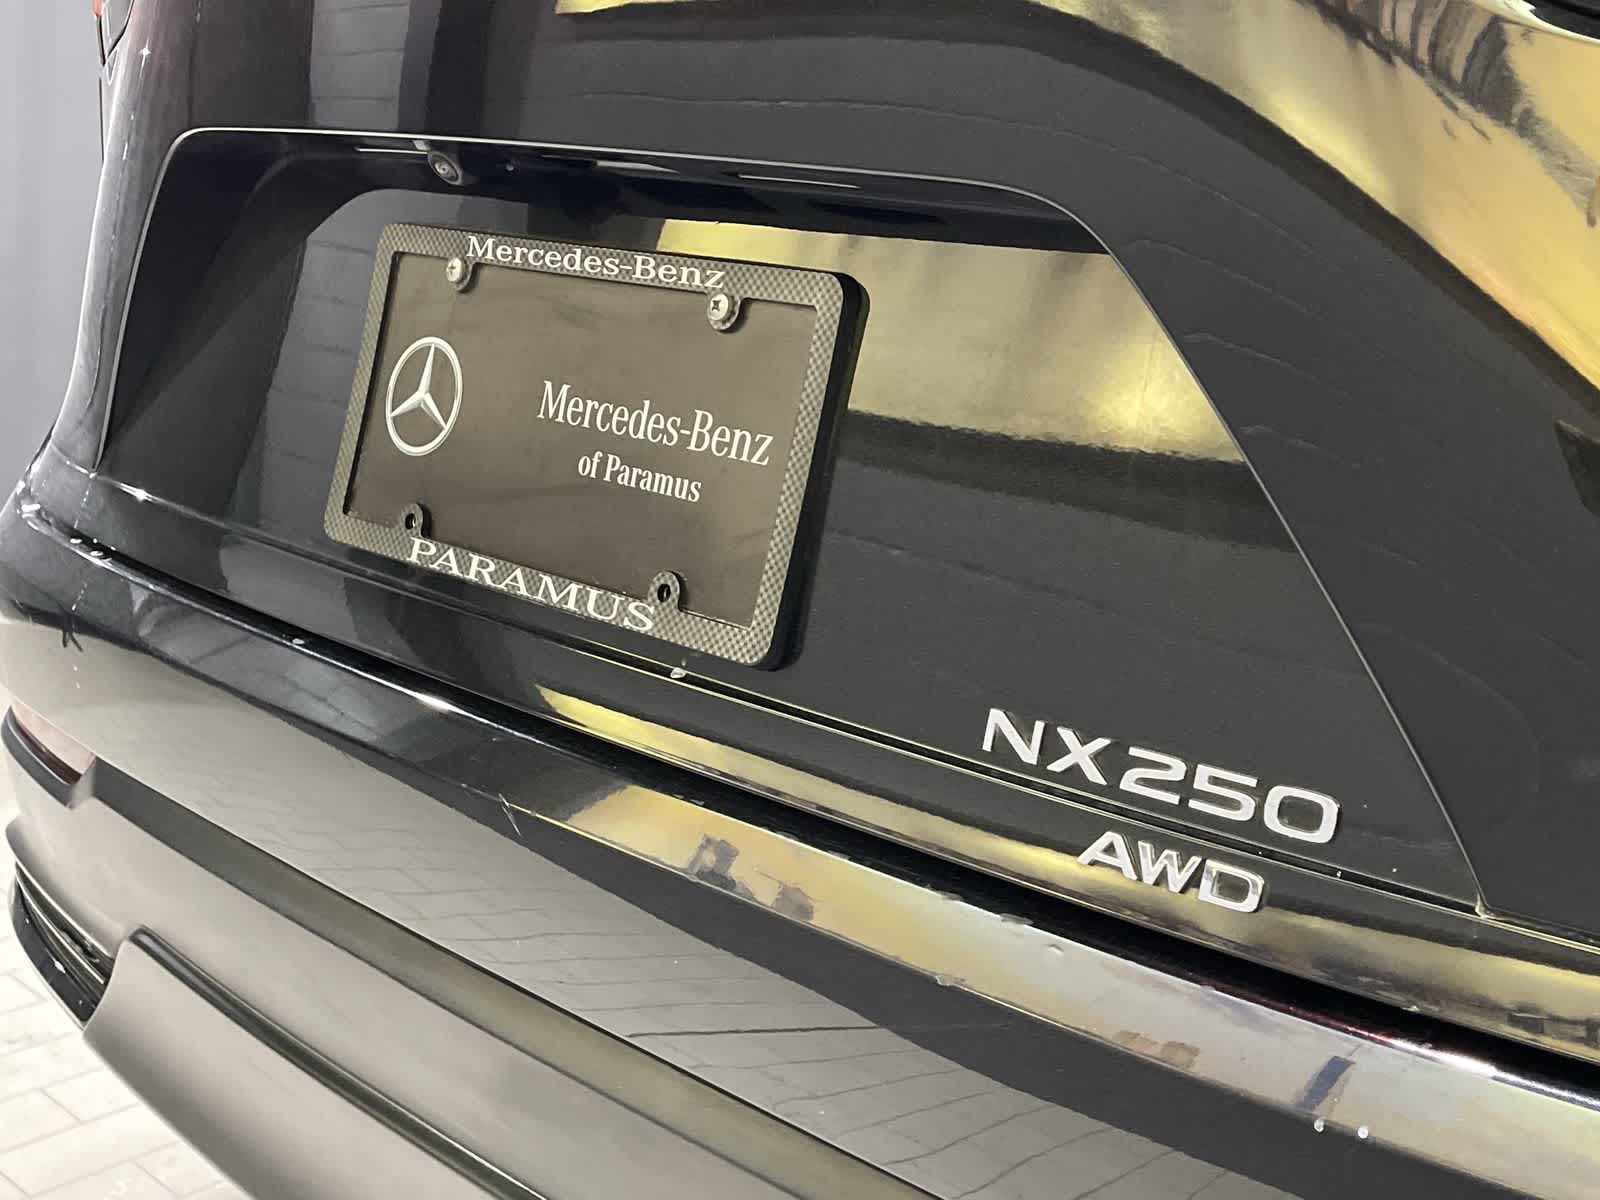 Mercedes-Benz
Mercedes-Benz
of Paramus
PARAMUS
NX250
AWD